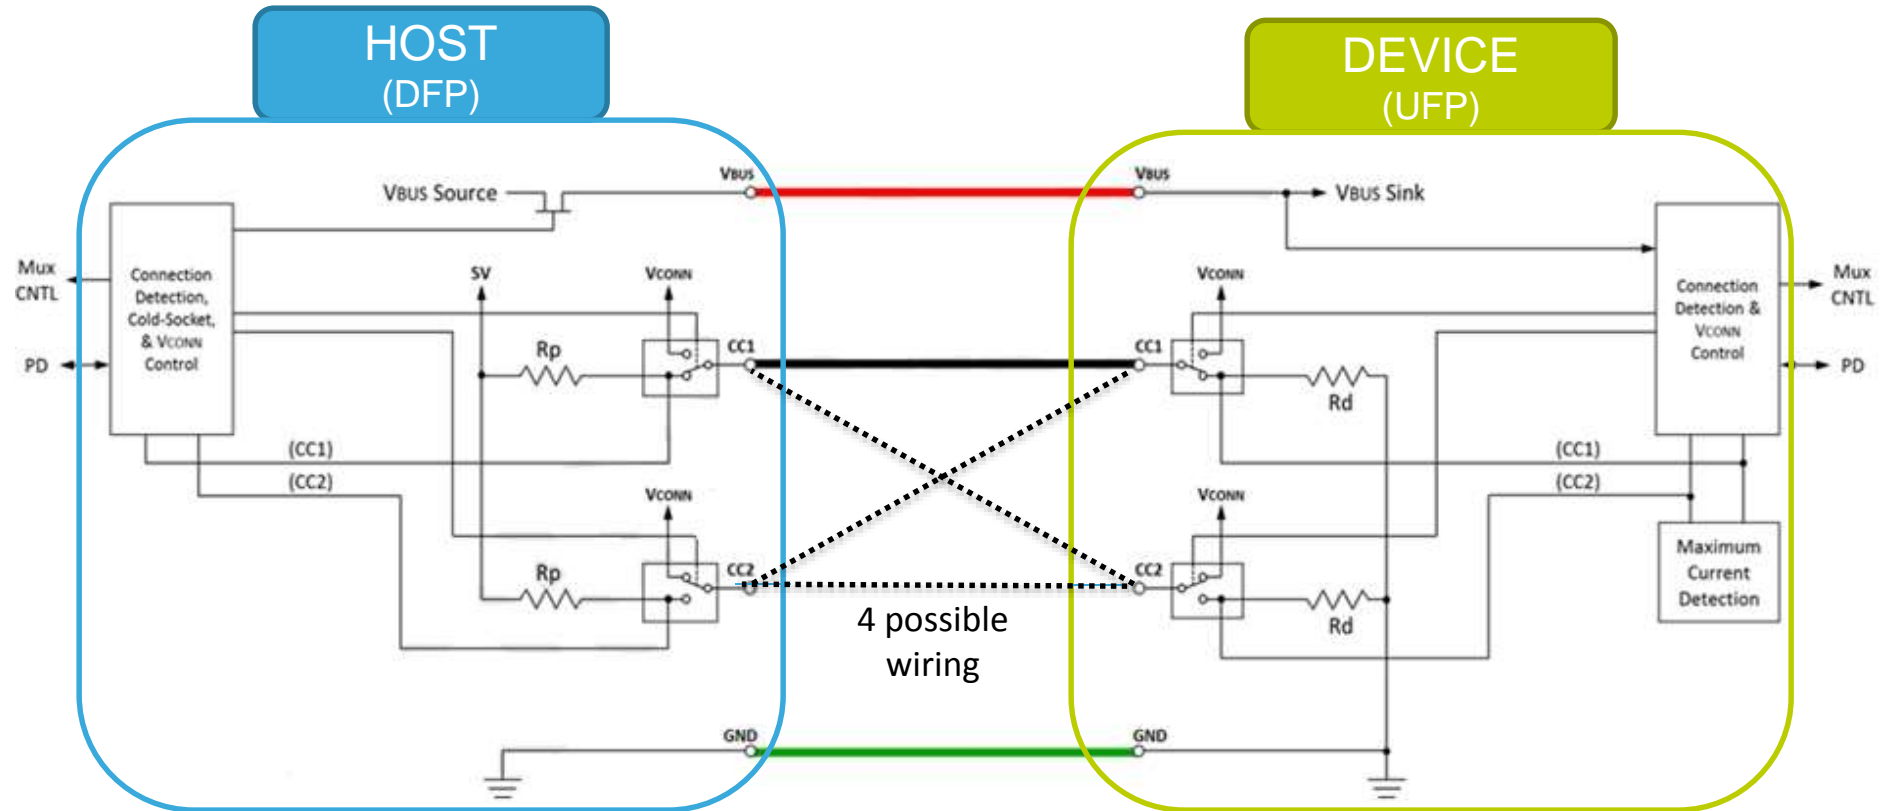 HOST
(DFP)
DEVICE
(UFP)
VBUS Source
VBUS
VBUS
VBUS Sink
Mux
CNTL
PD
Connection
Detection,
Cold-Socket,
& VCONN
Control
5V
VCONN
Rp
CC1
CC1
VCONN
Rd
Connection
Detection &
VCONN
Control
Mux
CNTL
PD
(CC1)
(CC2)
(CC1)
(CC2)
VCONN
Rp
CC2
CC2
VCONN
Rd
Maximum
Current
Detection
4 possible
wiring
GND
GND